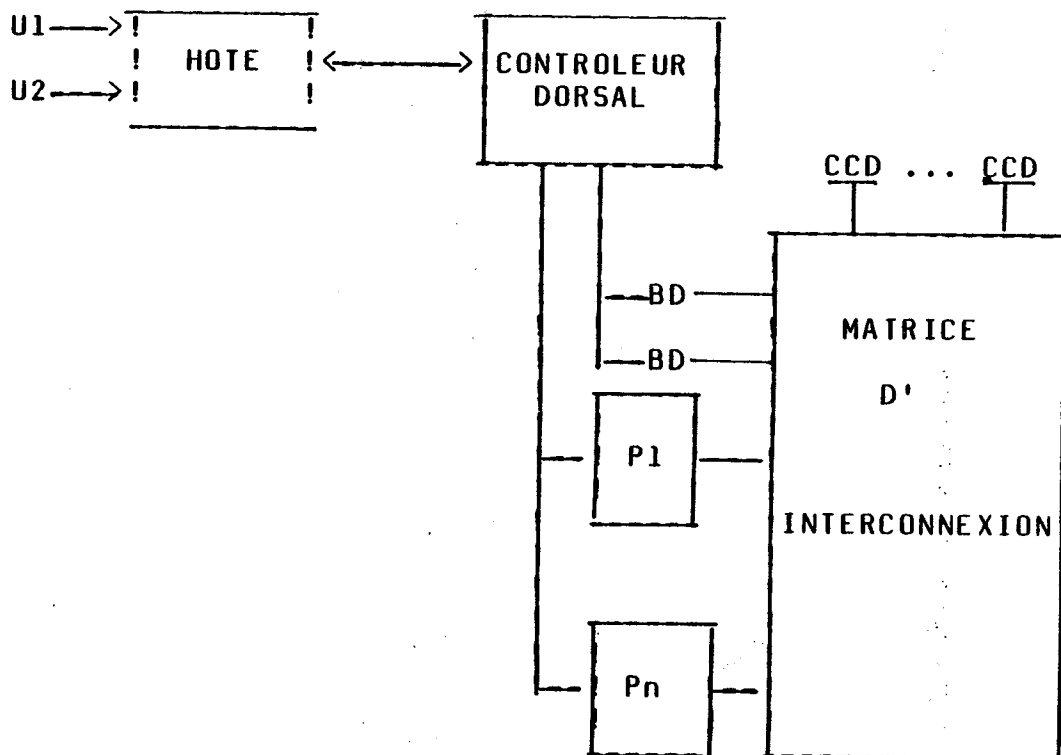 U1
HOTE
U2
CONTROLEUR
DORSAL
CCD ... CCD
BD
BD
MATRICE
D'
INTERCONNEXION
P1
Pn